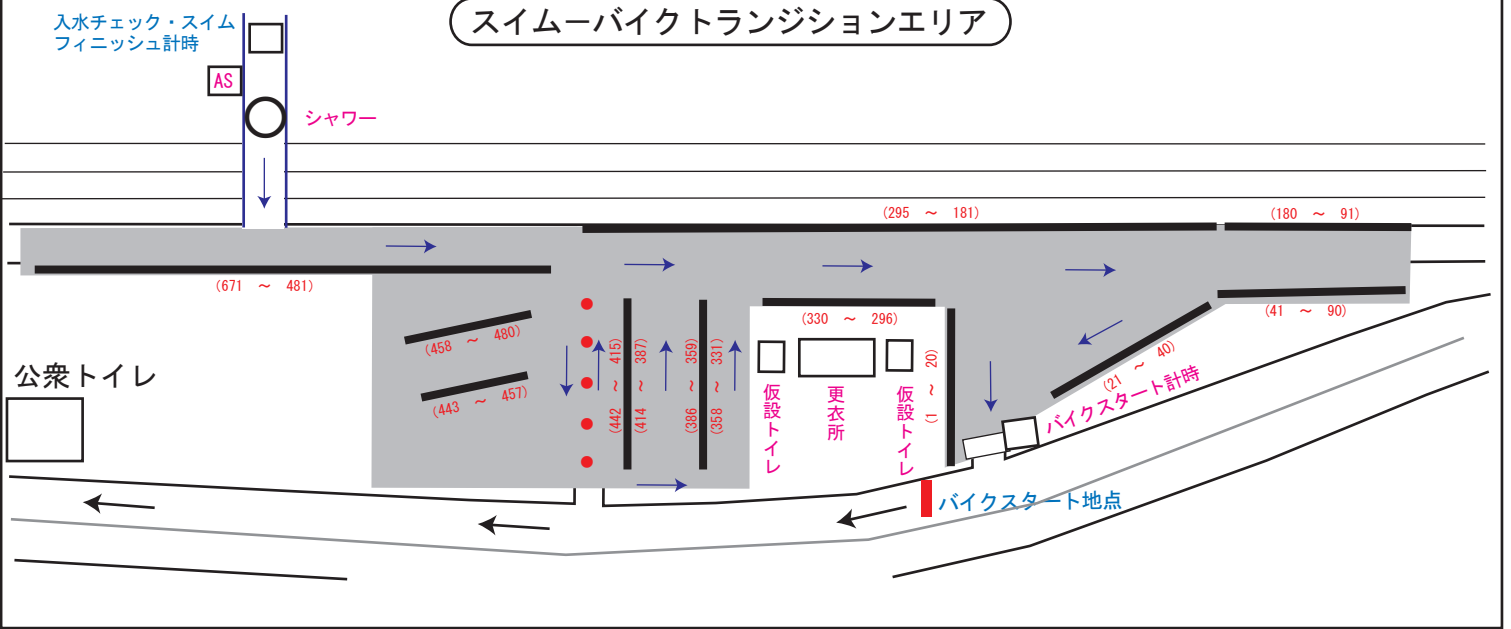 スイムーバイクトランジションエリア
入水チェック・スイム
フィニッシュ計時
AS
シャワー
(295 ～ 181)
(180 ～ 91)
(671 ～ 481)
(41 ～ 90)
(330 ～ 296)
(458 ～ 480)
(443 ～ 457)
(442 ～ 415)
(414 ～ 387)
(386 ～ 359)
(358 ～ 331)
(1 ～ 20)
(21 ～ 40)
公衆トイレ
仮設トイレ
更衣所
仮設トイレ
バイクスタート計時
バイクスタート地点